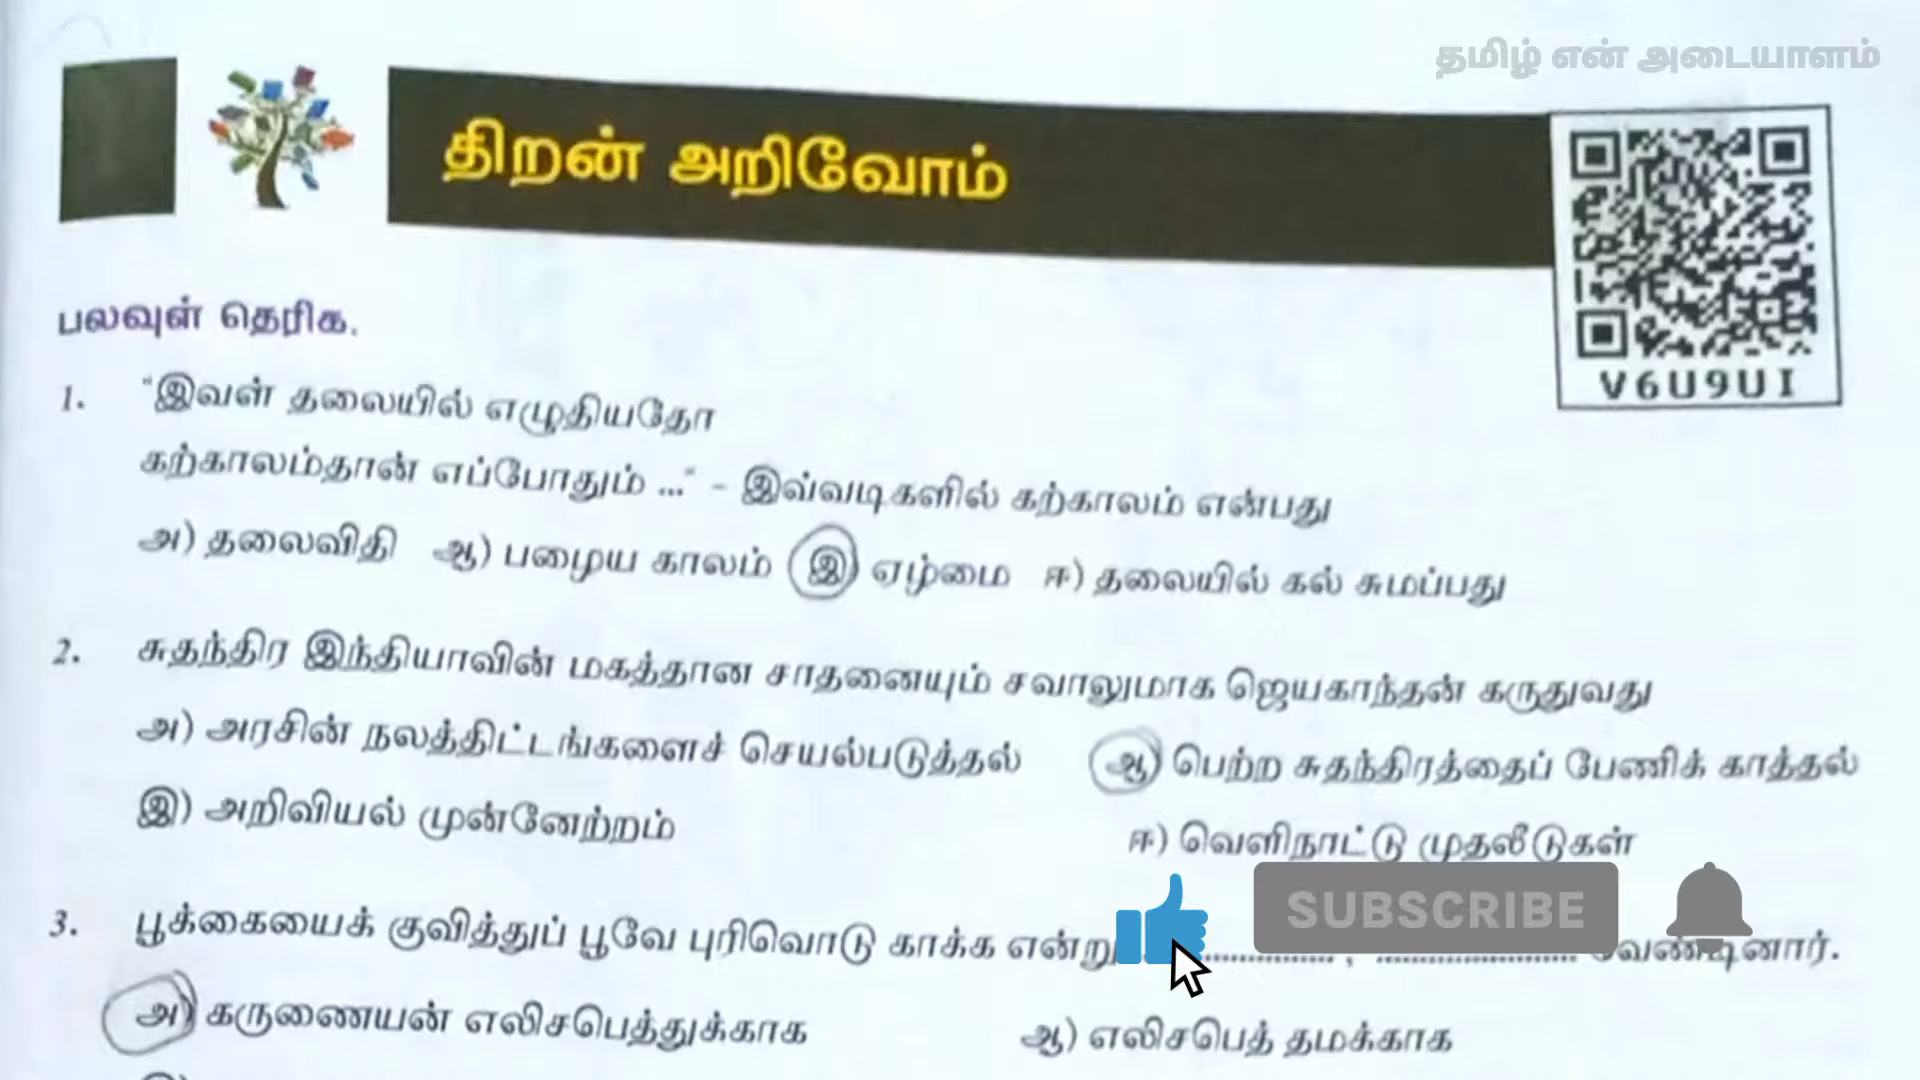 தமிழ் என் அடையாளம்
திறன் அறிவோம்
V6U9UI
பலவுள் தெரிக.
1. "இவள் தலையில் எழுதியதோ
கற்காலம்தான் எப்போதும் ..." - இவ்வடிகளில் கற்காலம் என்பது
அ) தலைவிதி ஆ) பழைய காலம் இ) ஏழ்மை ஈ) தலையில் கல் சுமப்பது
2. சுதந்திர இந்தியாவின் மகத்தான சாதனையும் சவாலுமாக ஜெயகாந்தன் கருதுவது
அ) அரசின் நலத்திட்டங்களைச் செயல்படுத்தல் ஆ) பெற்ற சுதந்திரத்தைப் பேணிக் காத்தல்
இ) அறிவியல் முன்னேற்றம் ஈ) வெளிநாட்டு முதலீடுகள்
SUBSCRIBE
3. பூக்கையைக் குவித்துப் பூவே புரிவொடு காக்க என்று ............... , ..................... வேண்டினார்.
அ) கருணையன் எலிசபெத்துக்காக ஆ) எலிசபெத் தமக்காக